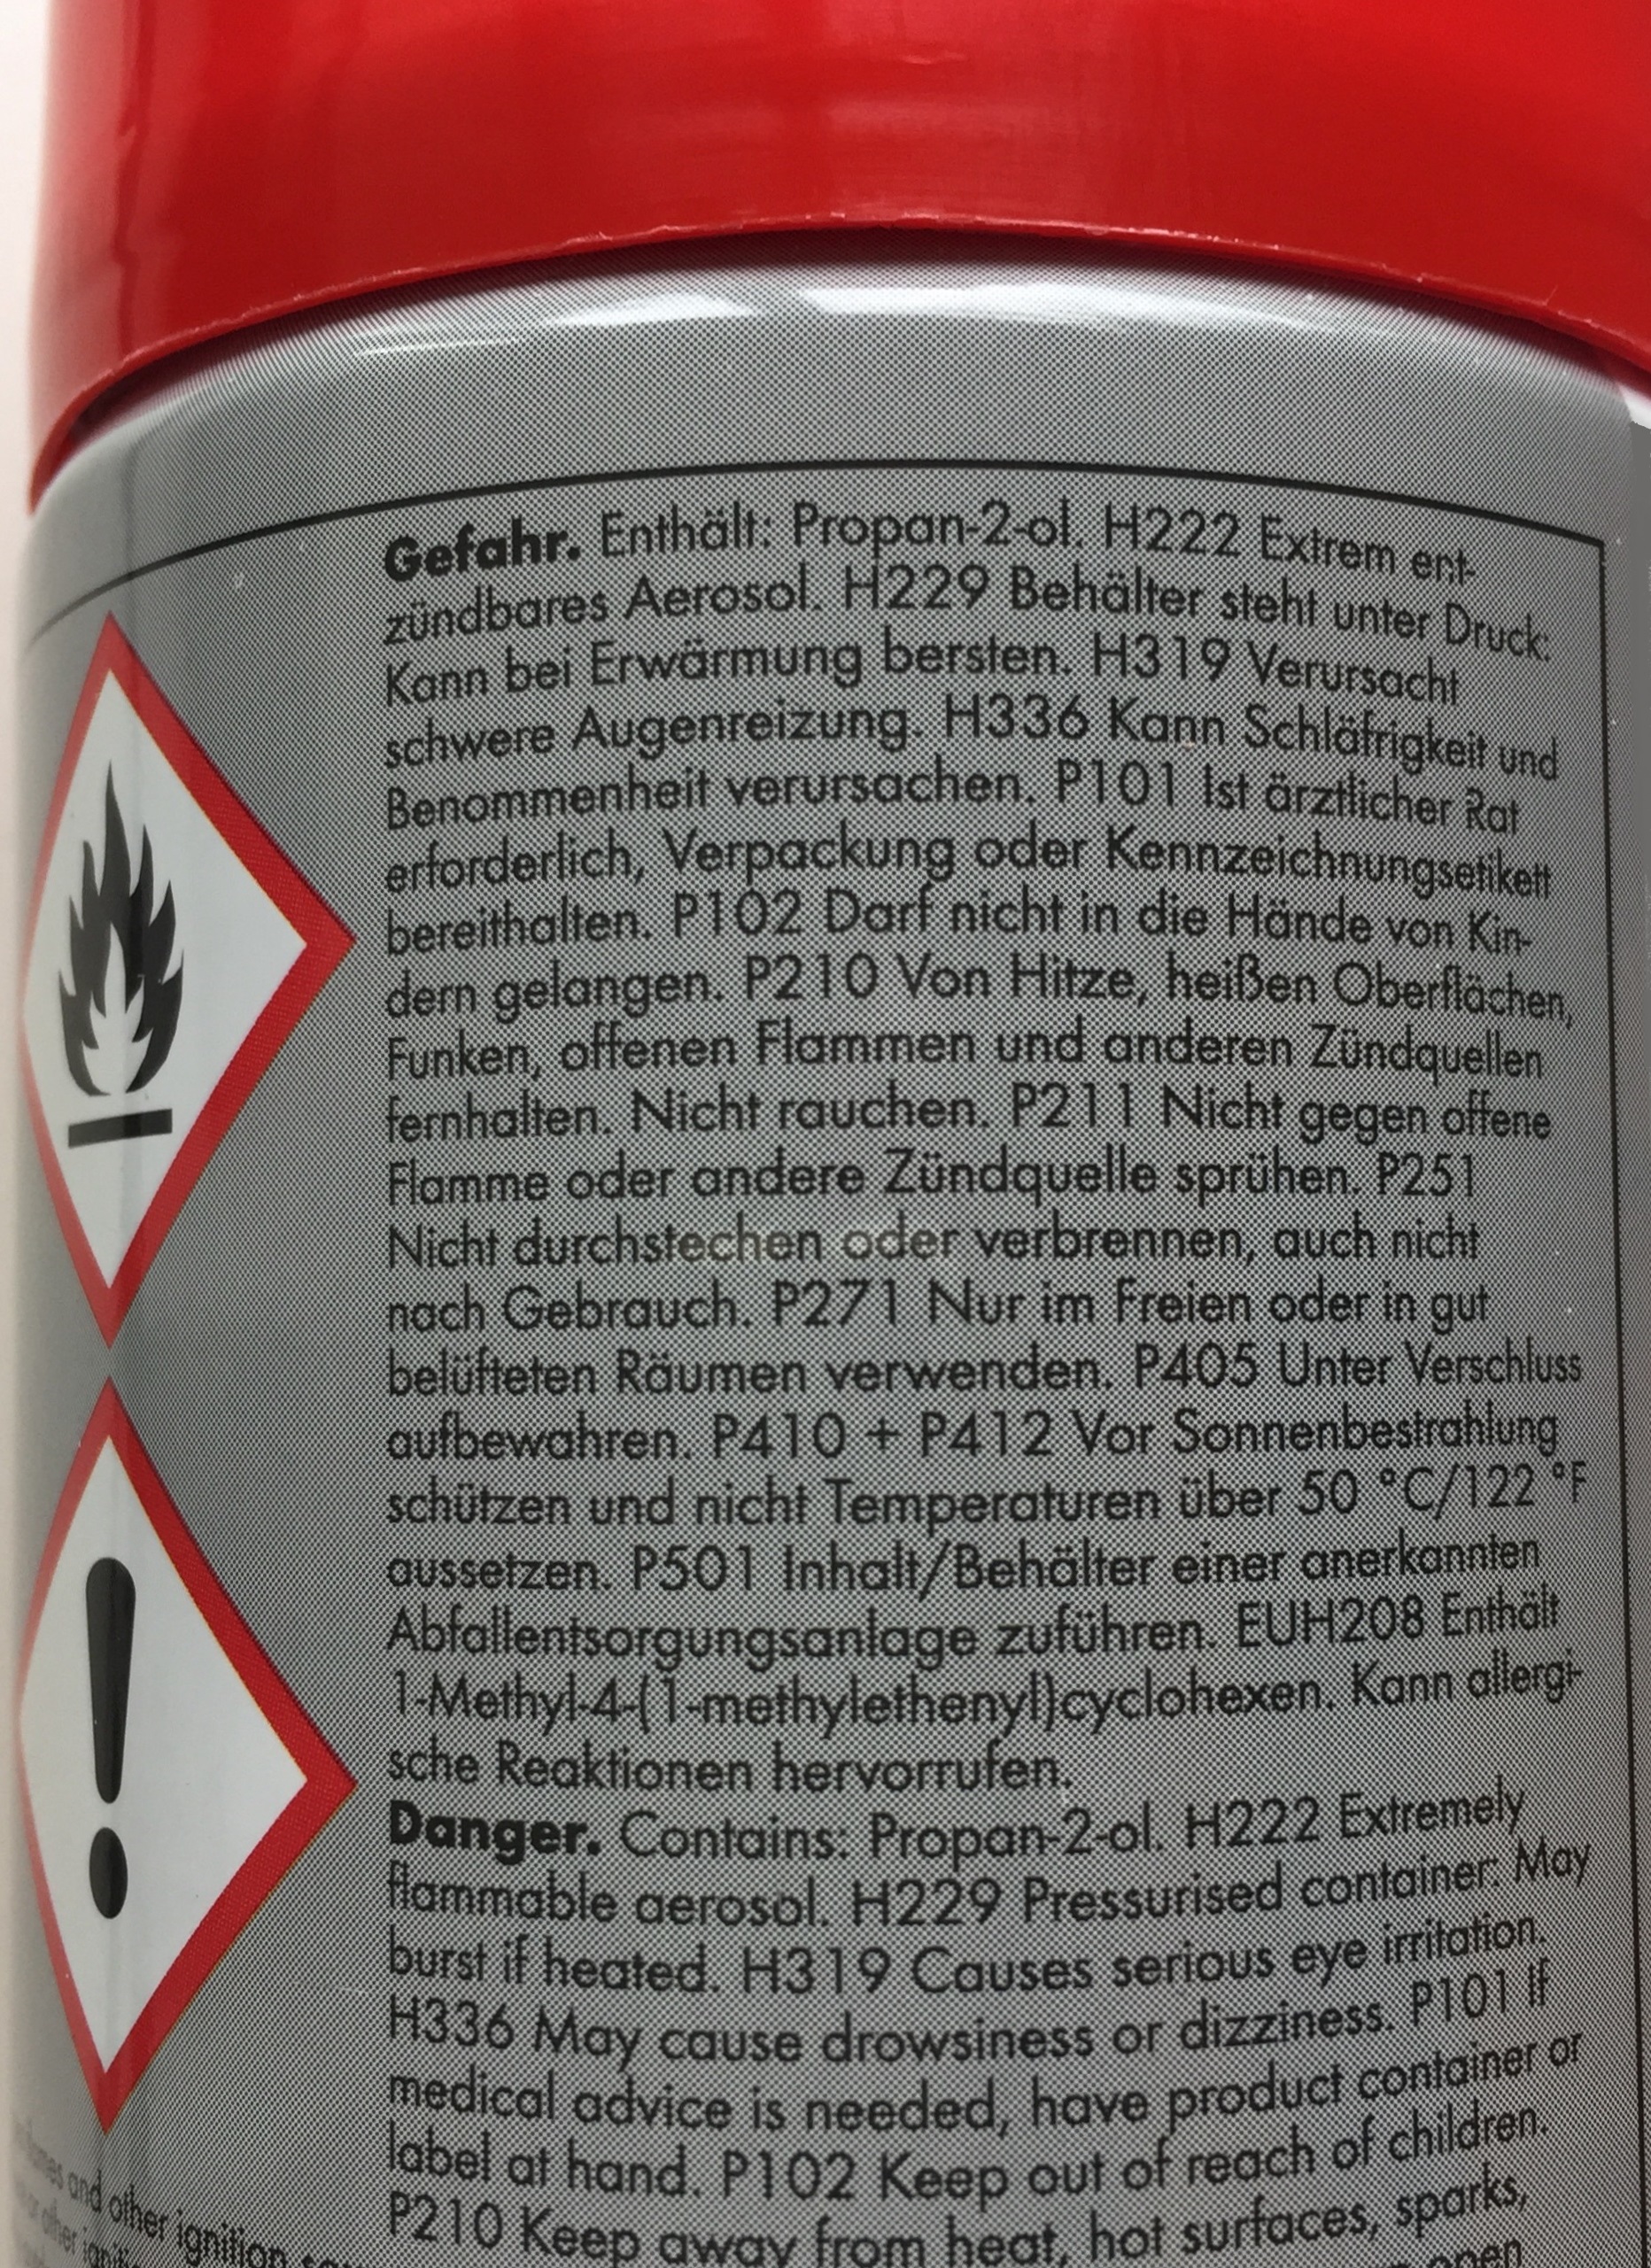 Gefahr. Enthält: Propan-2-ol. H222 Extrem ent-
zündbares Aerosol. H229 Behälter steht unter Druck:
Kann bei Erwärmung bersten. H319 Verursacht
schwere Augenreizung. H336 Kann Schläfrigkeit und
Benommenheit verursachen. P101 Ist ärztlicher Rat
erforderlich, Verpackung oder Kennzeichnungsetikett
bereithalten. P102 Darf nicht in die Hände von Kin-
dern gelangen. P210 Von Hitze, heißen Oberflächen,
Funken, offenen Flammen und anderen Zündquellen
fernhalten. Nicht rauchen. P211 Nicht gegen offene
Flamme oder andere Zündquelle sprühen. P251
Nicht durchstechen oder verbrennen, auch nicht
nach Gebrauch. P271 Nur im Freien oder in gut
belüfteten Räumen verwenden. P405 Unter Verschluss
aufbewahren. P410 + P412 Vor Sonnenbestrahlung
schützen und nicht Temperaturen über 50 °C/122 °F
aussetzen. P501 Inhalt/Behälter einer anerkannten
Abfallentsorgungsanlage zuführen. EUH208 Enthält
1-Methyl-4-(1-methylethenyl)cyclohexen. Kann allergi-
sche Reaktionen hervorrufen.
Danger. Contains: Propan-2-ol. H222 Extremely
flammable aerosol. H229 Pressurised container: May
burst if heated. H319 Causes serious eye irritation.
H336 May cause drowsiness or dizziness. P101 If
medical advice is needed, have product container or
label at hand. P102 Keep out of reach of children.
P210 Keep away from heat, hot surfaces, sparks,
and other ignition
or other